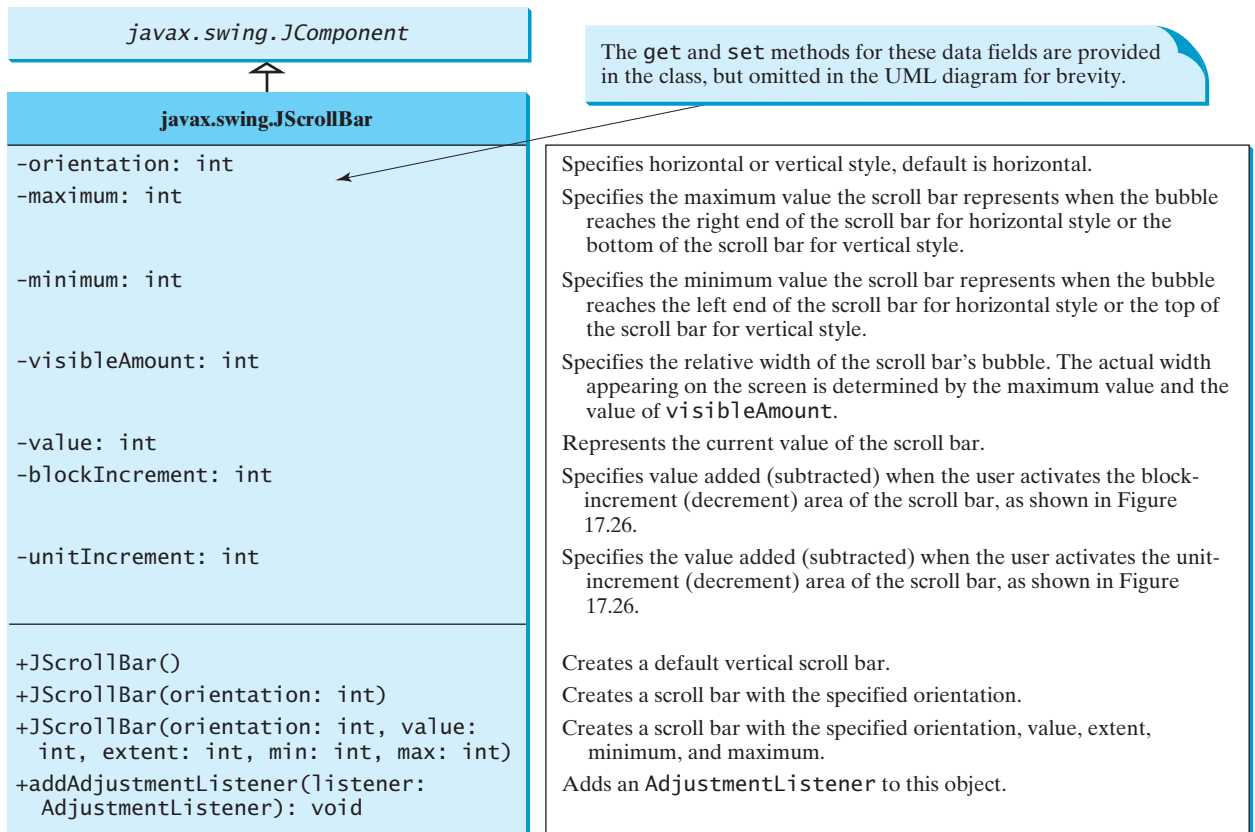 javax.swing.JComponent
The get and set methods for these data fields are provided
in the class, but omitted in the UML diagram for brevity.
javax.swing.JScrollBar
-orientation: int
Specifies horizontal or vertical style, default is horizontal.
-maximum: int
Specifies the maximum value the scroll bar represents when the bubble
reaches the right end of the scroll bar for horizontal style or the
bottom of the scroll bar for vertical style.
-minimum: int
Specifies the minimum value the scroll bar represents when the bubble
reaches the left end of the scroll bar for horizontal style or the top of
the scroll bar for vertical style.
-visibleAmount: int
Specifies the relative width of the scroll bar's bubble. The actual width
appearing on the screen is determined by the maximum value and the
value of visibleAmount.
-value: int
Represents the current value of the scroll bar.
-blockIncrement: int
Specifies value added (subtracted) when the user activates the block-
increment (decrement) area of the scroll bar, as shown in Figure
17.26.
-unitIncrement: int
Specifies the value added (subtracted) when the user activates the unit-
increment (decrement) area of the scroll bar, as shown in Figure
17.26.
+JScrollBar()
Creates a default vertical scroll bar.
+JScrollBar(orientation: int)
Creates a scroll bar with the specified orientation.
+JScrollBar(orientation: int, value:
int, extent: int, min: int, max: int)
Creates a scroll bar with the specified orientation, value, extent,
minimum, and maximum.
+addAdjustmentListener(listener:
AdjustmentListener): void
Adds an AdjustmentListener to this object.